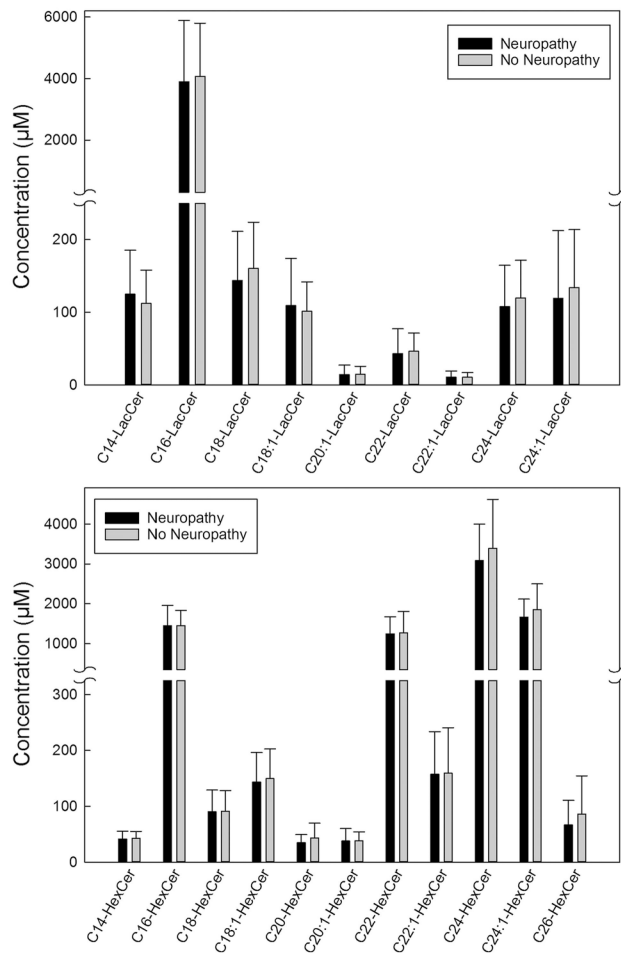 6000
4000
2000
200
100
0
Concentration (µM)
Neuropathy
No Neuropathy
C14-LacCer
C16-LacCer
C18-LacCer
C18:1-LacCer
C20:1-LacCer
C22-LacCer
C22:1-LacCer
C24-LacCer
C24:1-LacCer
4000
3000
2000
1000
300
200
100
0
Concentration (µM)
Neuropathy
No Neuropathy
C14-HexCer
C16-HexCer
C18-HexCer
C18:1-HexCer
C20-HexCer
C20:1-HexCer
C22-HexCer
C22:1-HexCer
C24-HexCer
C24:1-HexCer
C26-HexCer